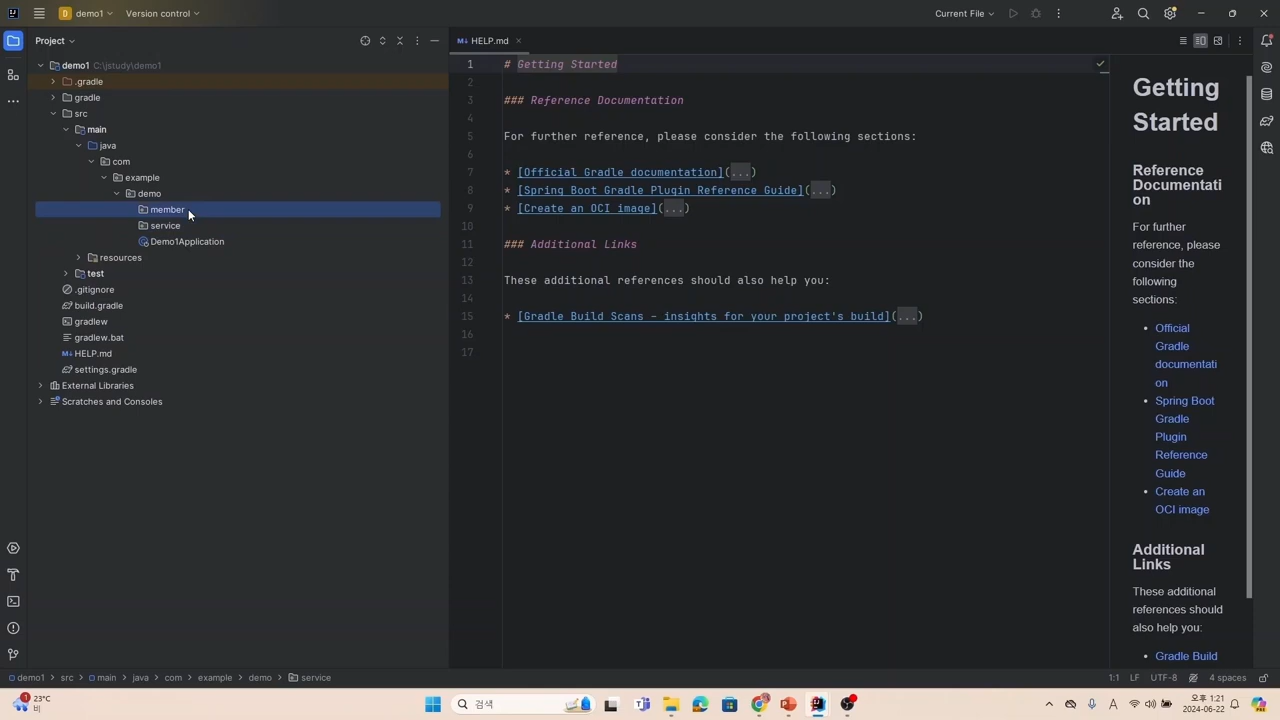 demo1
Version control
Current File
Project
HELP.md
demo1 C:\jstudy\demo1
.gradle
gradle
src
main
java
com
example
demo
member
service
Demo1Application
resources
test
.gitignore
build.gradle
gradlew
gradlew.bat
HELP.md
settings.gradle
External Libraries
Scratches and Consoles
1 # Getting Started
2
3 ### Reference Documentation
4
5 For further reference, please consider the following sections:
6
7 * [Official Gradle documentation](...)
8 * [Spring Boot Gradle Plugin Reference Guide](...)
9 * [Create an OCI image](...)
10
11 ### Additional Links
12
13 These additional references should also help you:
14
15 * [Gradle Build Scans – insights for your project's build](...)
16
17
Getting
Started
Reference
Documentati
on
For further
reference, please
consider the
following
sections:
• Official
Gradle
documentati
on
• Spring Boot
Gradle
Plugin
Reference
Guide
• Create an
OCI image
Additional
Links
These additional
references should
also help you:
• Gradle Build
demo1 > src > main > java > com > example > demo > service
1:1 LF UTF-8 4 spaces
1
23°C
비
검색
A
오후 1:21
2024-06-22